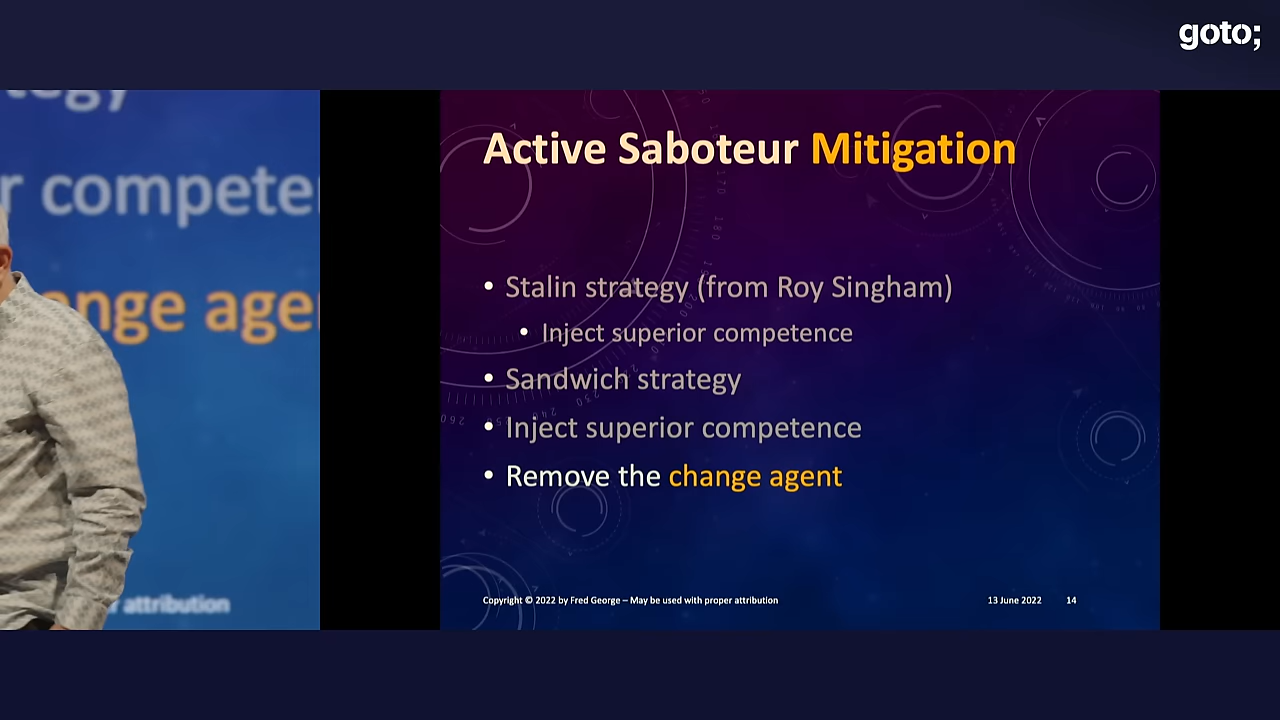 goto;
tegy
r compete
ange age
r attribution
Active Saboteur Mitigation
• Stalin strategy (from Roy Singham)
• Inject superior competence
• Sandwich strategy
• Inject superior competence
• Remove the change agent
Copyright © 2022 by Fred George – May be used with proper attribution
13 June 2022 14